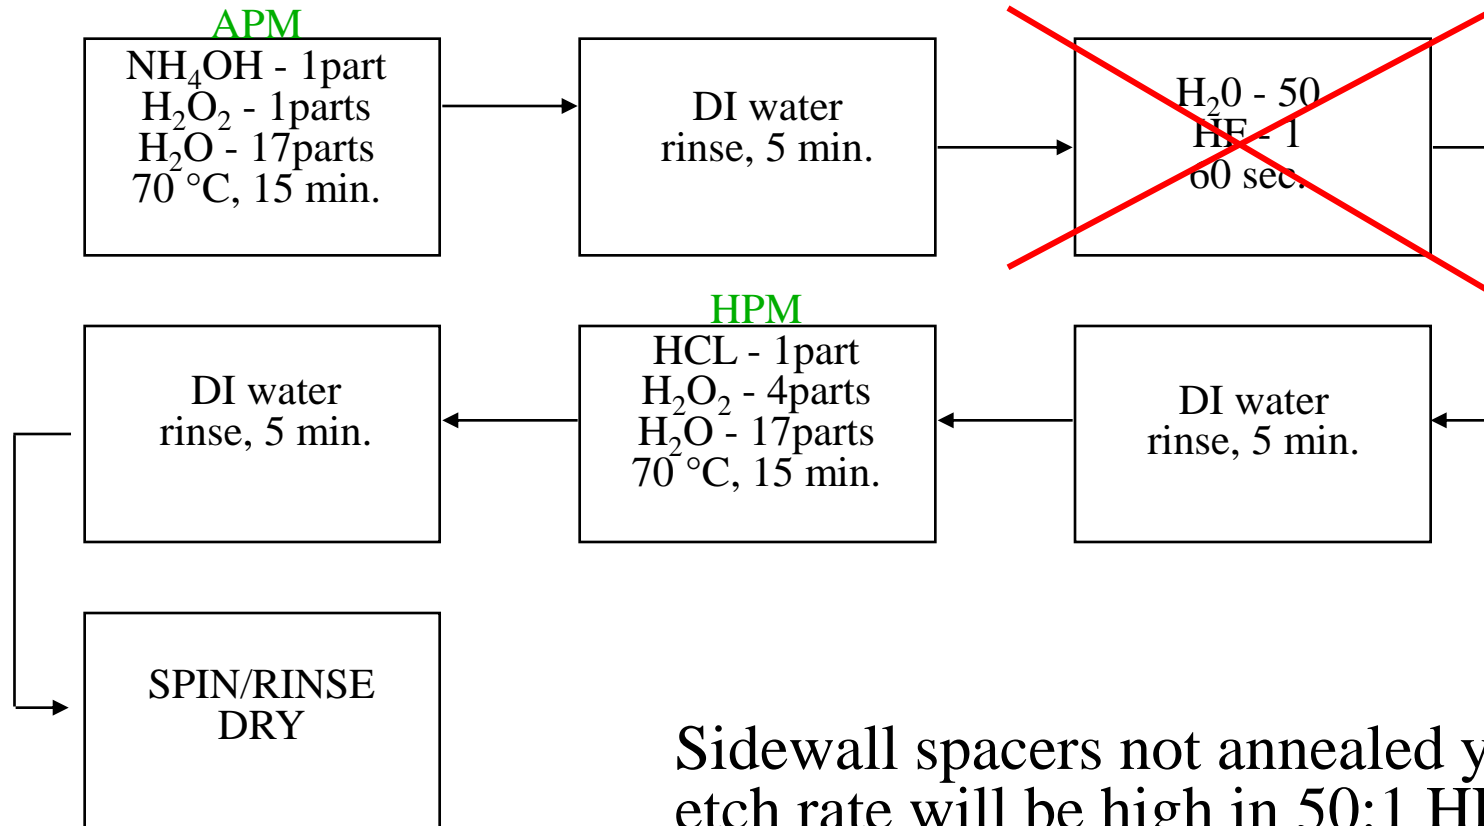 APM
NH₄OH - 1part
H₂O₂ - 1parts
H₂O - 17parts
70 °C, 15 min.
DI water
rinse, 5 min.
H₂0 - 50
HF - 1
60 sec.
DI water
rinse, 5 min.
HPM
HCL - 1part
H₂O₂ - 4parts
H₂O - 17parts
70 °C, 15 min.
DI water
rinse, 5 min.
SPIN/RINSE
DRY
Sidewall spacers not annealed
etch rate will be high in 50:1